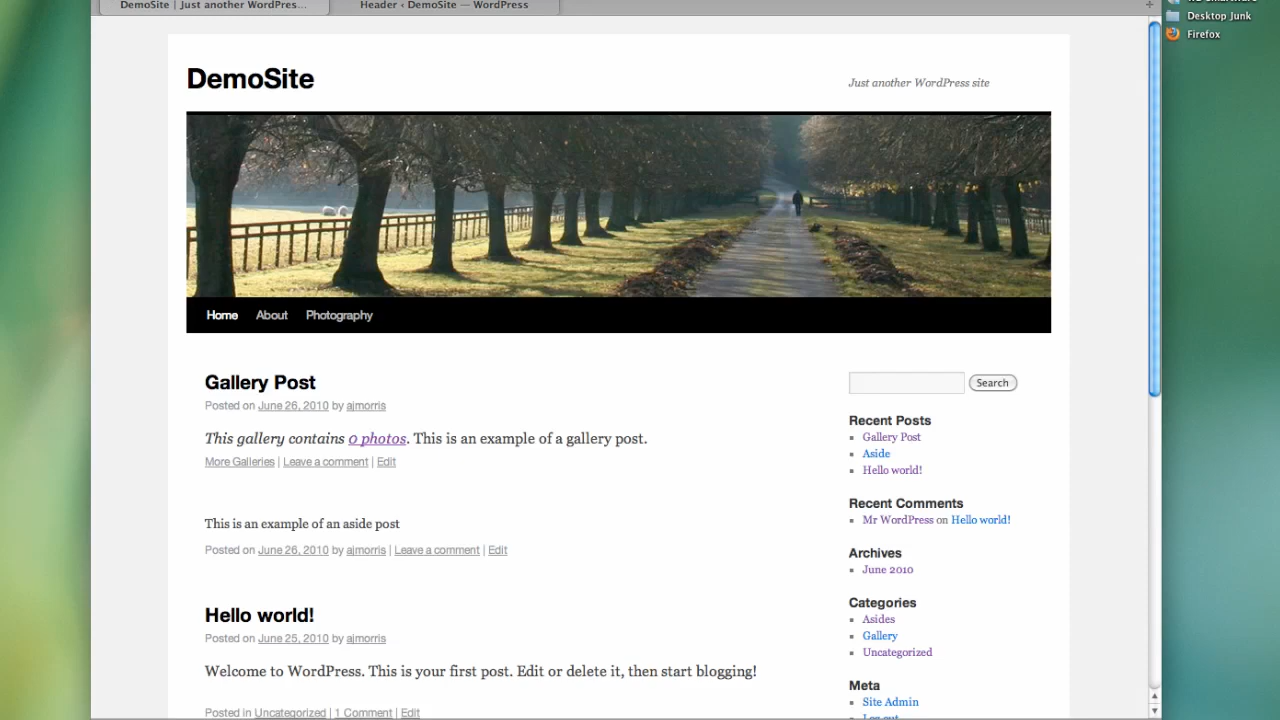 DemoSite | Just another WordPres...
Header ‹ DemoSite — WordPress
+
Desktop Junk
Firefox
DemoSite
Just another WordPress site
Home About Photography
Gallery Post
Posted on June 26, 2010 by ajmorris
This gallery contains 0 photos. This is an example of a gallery post.
More Galleries | Leave a comment | Edit
This is an example of an aside post
Posted on June 26, 2010 by ajmorris | Leave a comment | Edit
Hello world!
Posted on June 25, 2010 by ajmorris
Welcome to WordPress. This is your first post. Edit or delete it, then start blogging!
Posted in Uncategorized | 1 Comment | Edit
Search
Recent Posts
Gallery Post
Aside
Hello world!
Recent Comments
Mr WordPress on Hello world!
Archives
June 2010
Categories
Asides
Gallery
Uncategorized
Meta
Site Admin
Log out